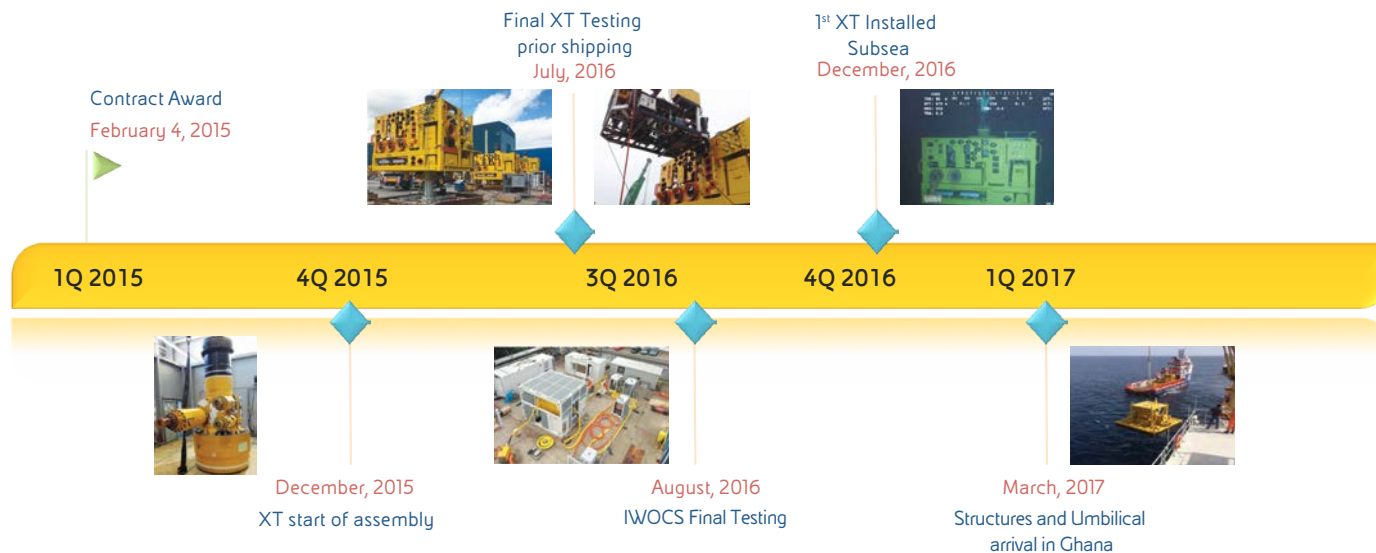 Final XT Testing
prior shipping
July, 2016
1st XT Installed
Subsea
December, 2016
Contract Award
February 4, 2015
1Q 2015
4Q 2015
3Q 2016
4Q 2016
1Q 2017
December, 2015
XT start of assembly
August, 2016
IWOCS Final Testing
March, 2017
Structures and Umbilical
arrival in Ghana